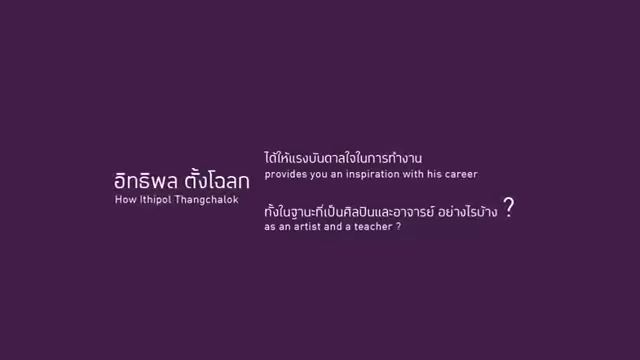 อิทธิพล ตั้งโฉลก
How Ithipol Thangchalok
ได้ให้แรงบันดาลใจในการทำงาน
provides you an inspiration with his career
ทั้งในฐานะที่เป็นศิลปินและอาจารย์ อย่างไรบ้าง ?
as an artist and a teacher ?